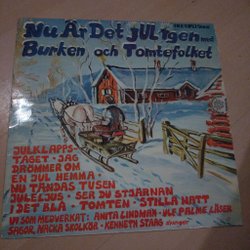 Nu Är Det JUL Igen med
Burken och Tomtefolket
JULKLAPPS-
TÅGET · JAG
DRÖMMER OM
EN JUL HEMMA ·
NU TÄNDAS TUSEN
JULELJUS · SER DU STJÄRNAN
I DET BLÅ · TOMTEN · STILLA NATT
VI SOM MEDVERKAT: ANITA LINDMAN · ULF PALME LÄSER
SAGOR, NACKA SKOLKÖR · KENNETH STAAG